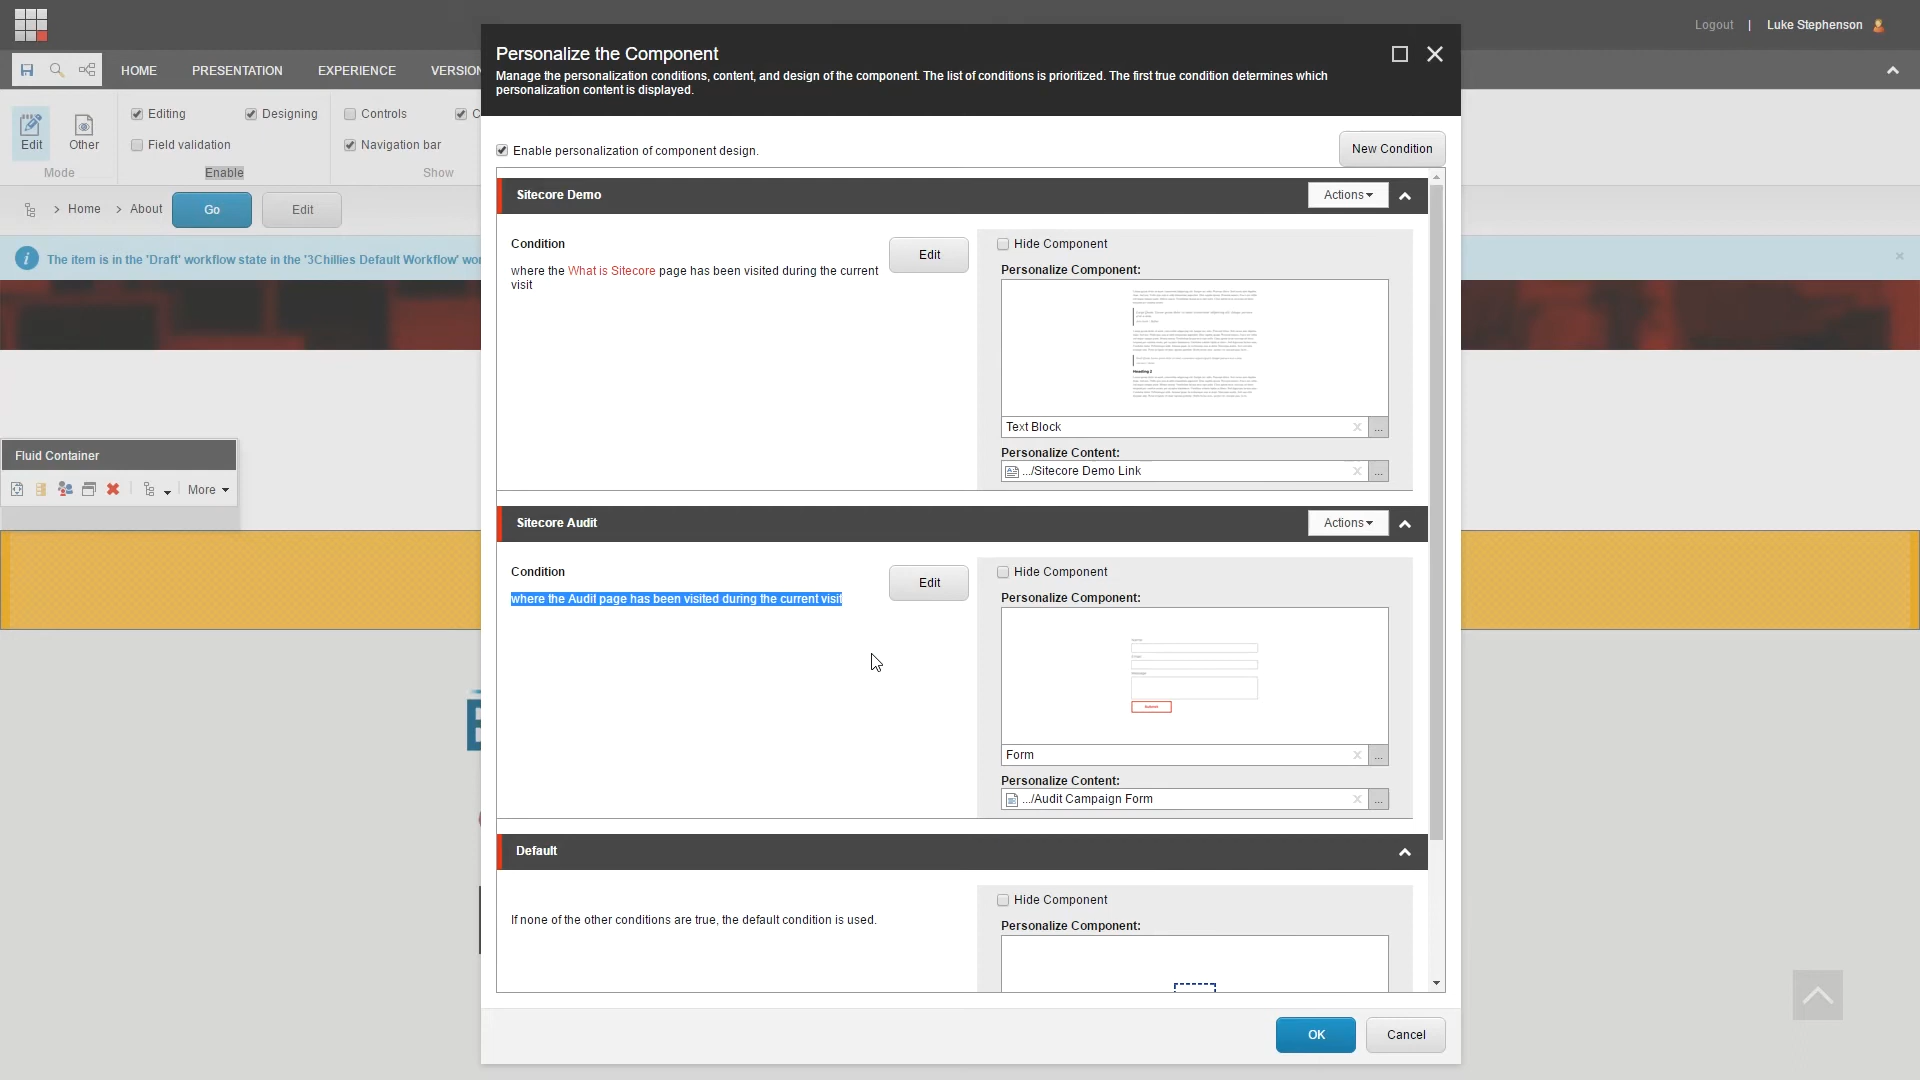 Logout | Luke Stephenson
HOME PRESENTATION EXPERIENCE VERSION
Editing Designing Controls C
Edit Other Field validation Navigation bar
Mode Enable Show
Home About Go Edit
The item is in the 'Draft' workflow state in the '3Chillies Default Workflow' wo
Fluid Container
More
Personalize the Component
Manage the personalization conditions, content, and design of the component. The list of conditions is prioritized. The first true condition determines which
personalization content is displayed.
Enable personalization of component design. New Condition
Sitecore Demo Actions
Condition Edit Hide Component
where the What is Sitecore page has been visited during the current
visit
Personalize Component:
Heading 2
Text Block x ...
Personalize Content:
.../Sitecore Demo Link x ...
Sitecore Audit Actions
Condition Edit Hide Component
where the Audit page has been visited during the current visit
Personalize Component:
Name
Email
Message
Submit
Form x ...
Personalize Content:
.../Audit Campaign Form x ...
Default
Hide Component
If none of the other conditions are true, the default condition is used.
Personalize Component:
OK Cancel